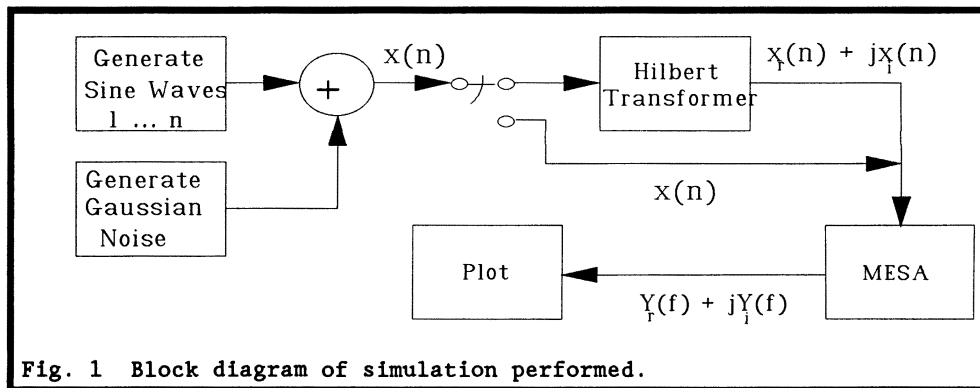 Generate
Sine Waves
1 ... n
+
x(n)
Hilbert
Transformer
x_r(n) + jx_i(n)
Generate
Gaussian
Noise
x(n)
Plot
MESA
Y_r(f) + jY_i(f)
Fig. 1 Block diagram of simulation performed.